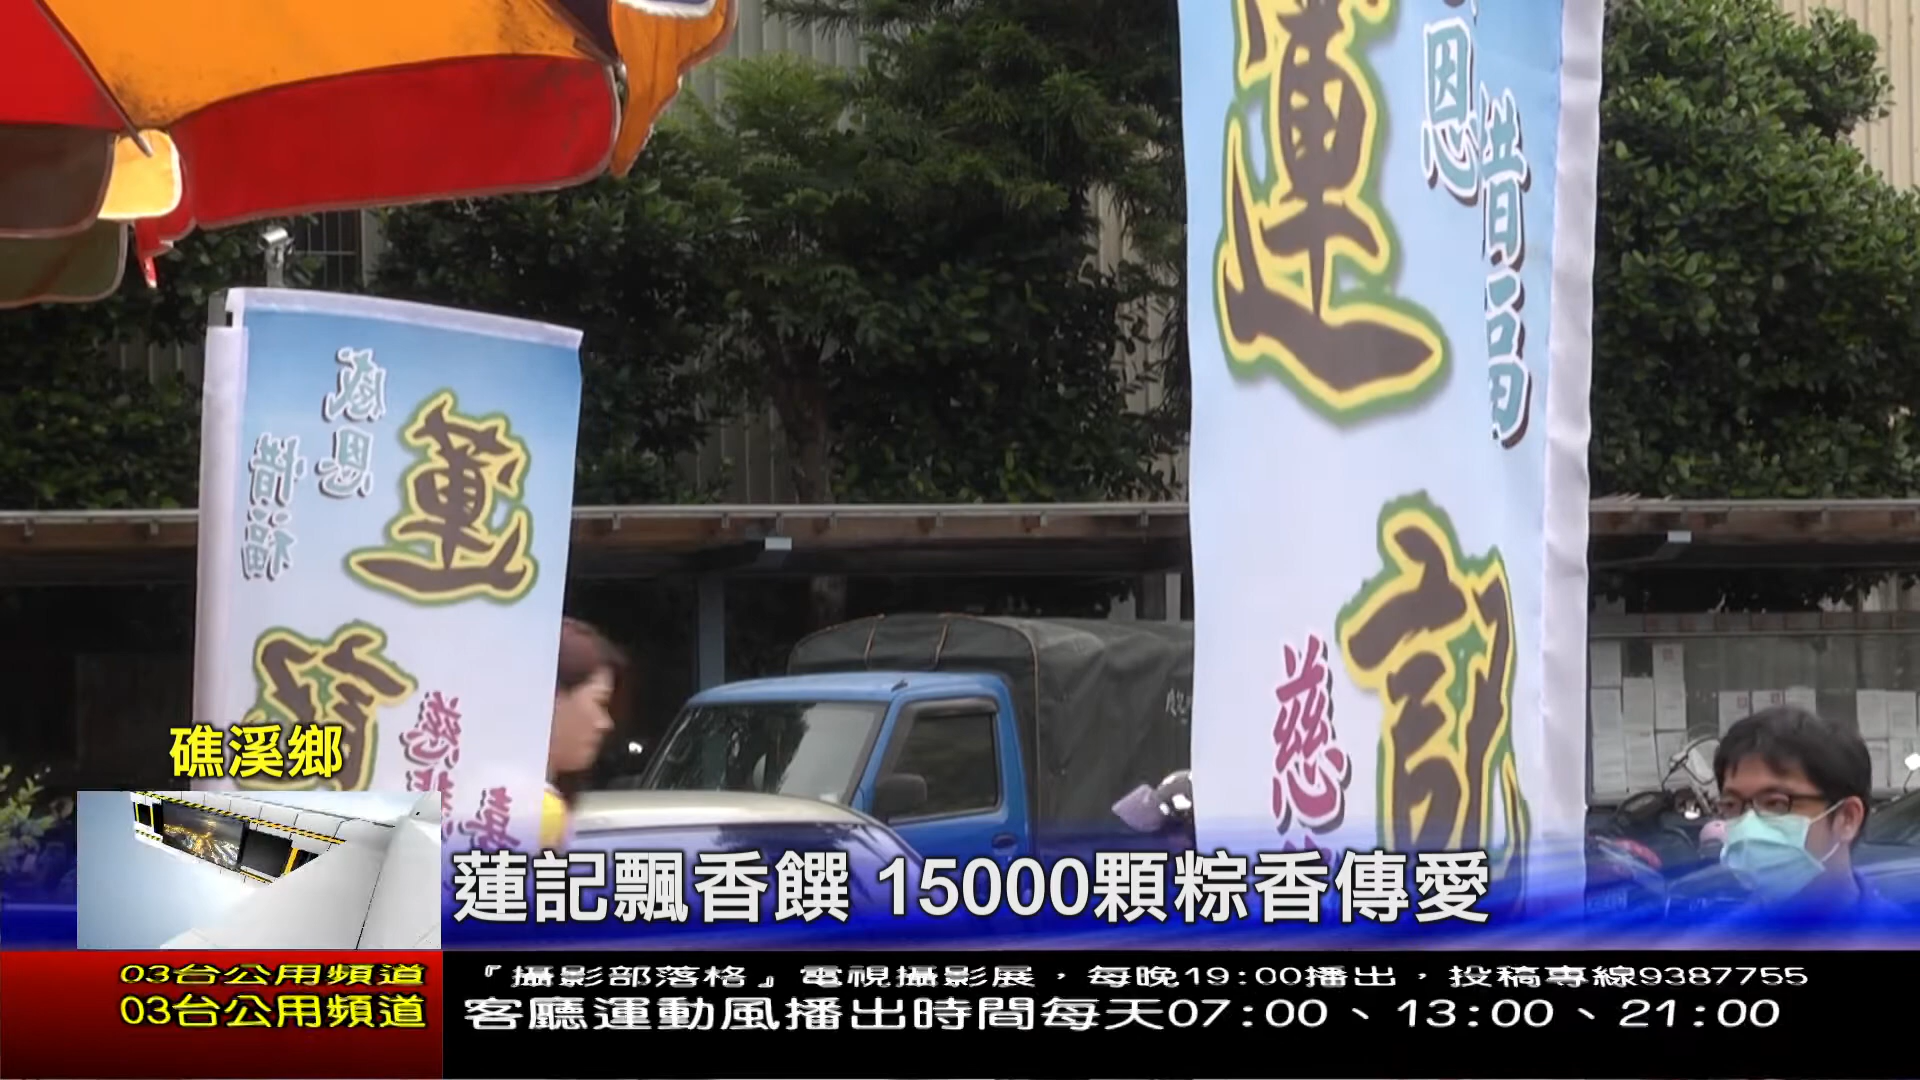 感恩
惜福
蓮記
慈悲
喜
恩
惜福
蓮記
慈
礁溪鄉
蓮記飄香饌 15000顆粽香傳愛
03台公用頻道
『攝影部落格』電視攝影展，每晚19:00播出，投稿專線9387755
03台公用頻道
客廳運動風播出時間每天07:00、13:00、21:00